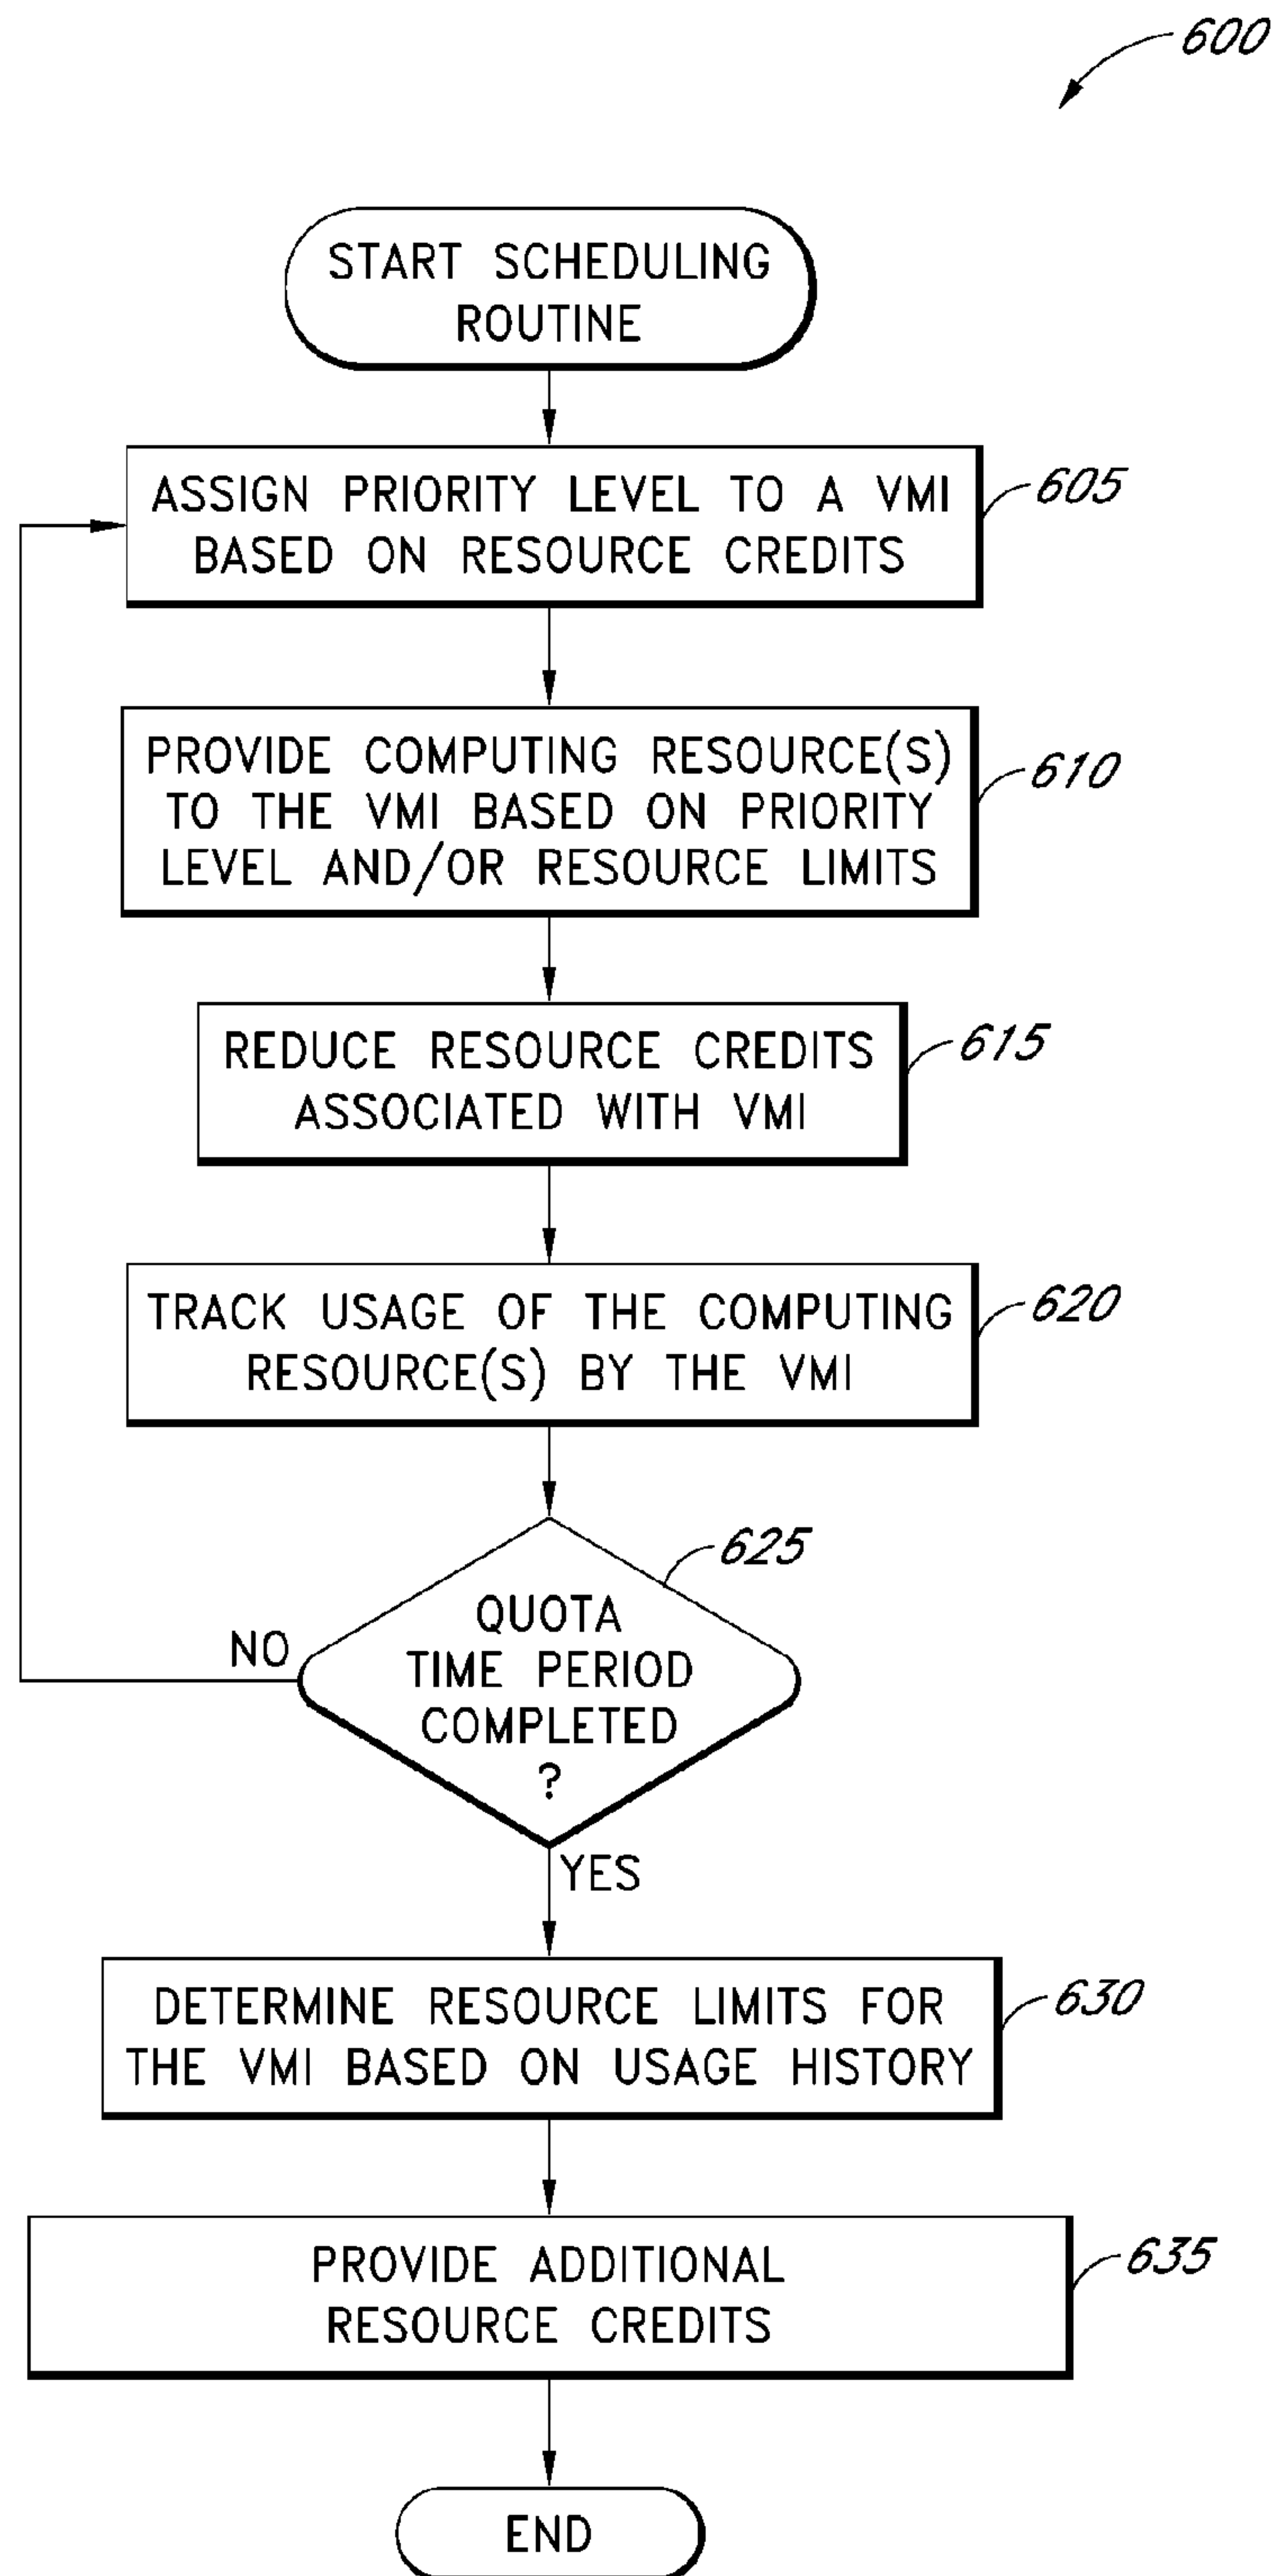 600
START SCHEDULING
ROUTINE
ASSIGN PRIORITY LEVEL TO A VMI
BASED ON RESOURCE CREDITS
605
PROVIDE COMPUTING RESOURCE(S)
TO THE VMI BASED ON PRIORITY
LEVEL AND/OR RESOURCE LIMITS
610
REDUCE RESOURCE CREDITS
ASSOCIATED WITH VMI
615
TRACK USAGE OF THE COMPUTING
RESOURCE(S) BY THE VMI
620
QUOTA
TIME PERIOD
COMPLETED
?
625
NO
YES
DETERMINE RESOURCE LIMITS FOR
THE VMI BASED ON USAGE HISTORY
630
PROVIDE ADDITIONAL
RESOURCE CREDITS
635
END